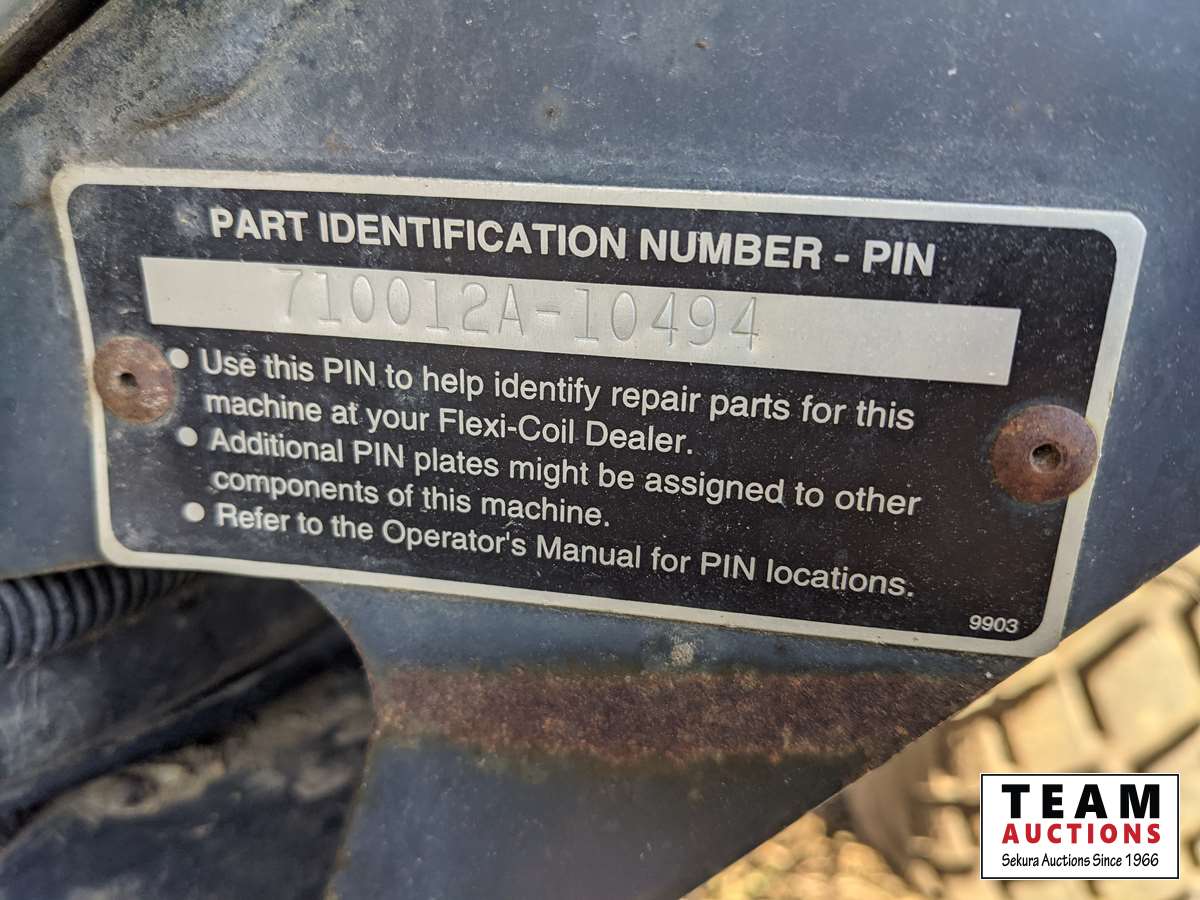 PART IDENTIFICATION NUMBER - PIN
710012A-10494
● Use this PIN to help identify repair parts for this
machine at your Flexi-Coil Dealer.
● Additional PIN plates might be assigned to other
components of this machine.
● Refer to the Operator's Manual for PIN locations.
9903
TEAM
AUCTIONS
Sekura Auctions Since 1966